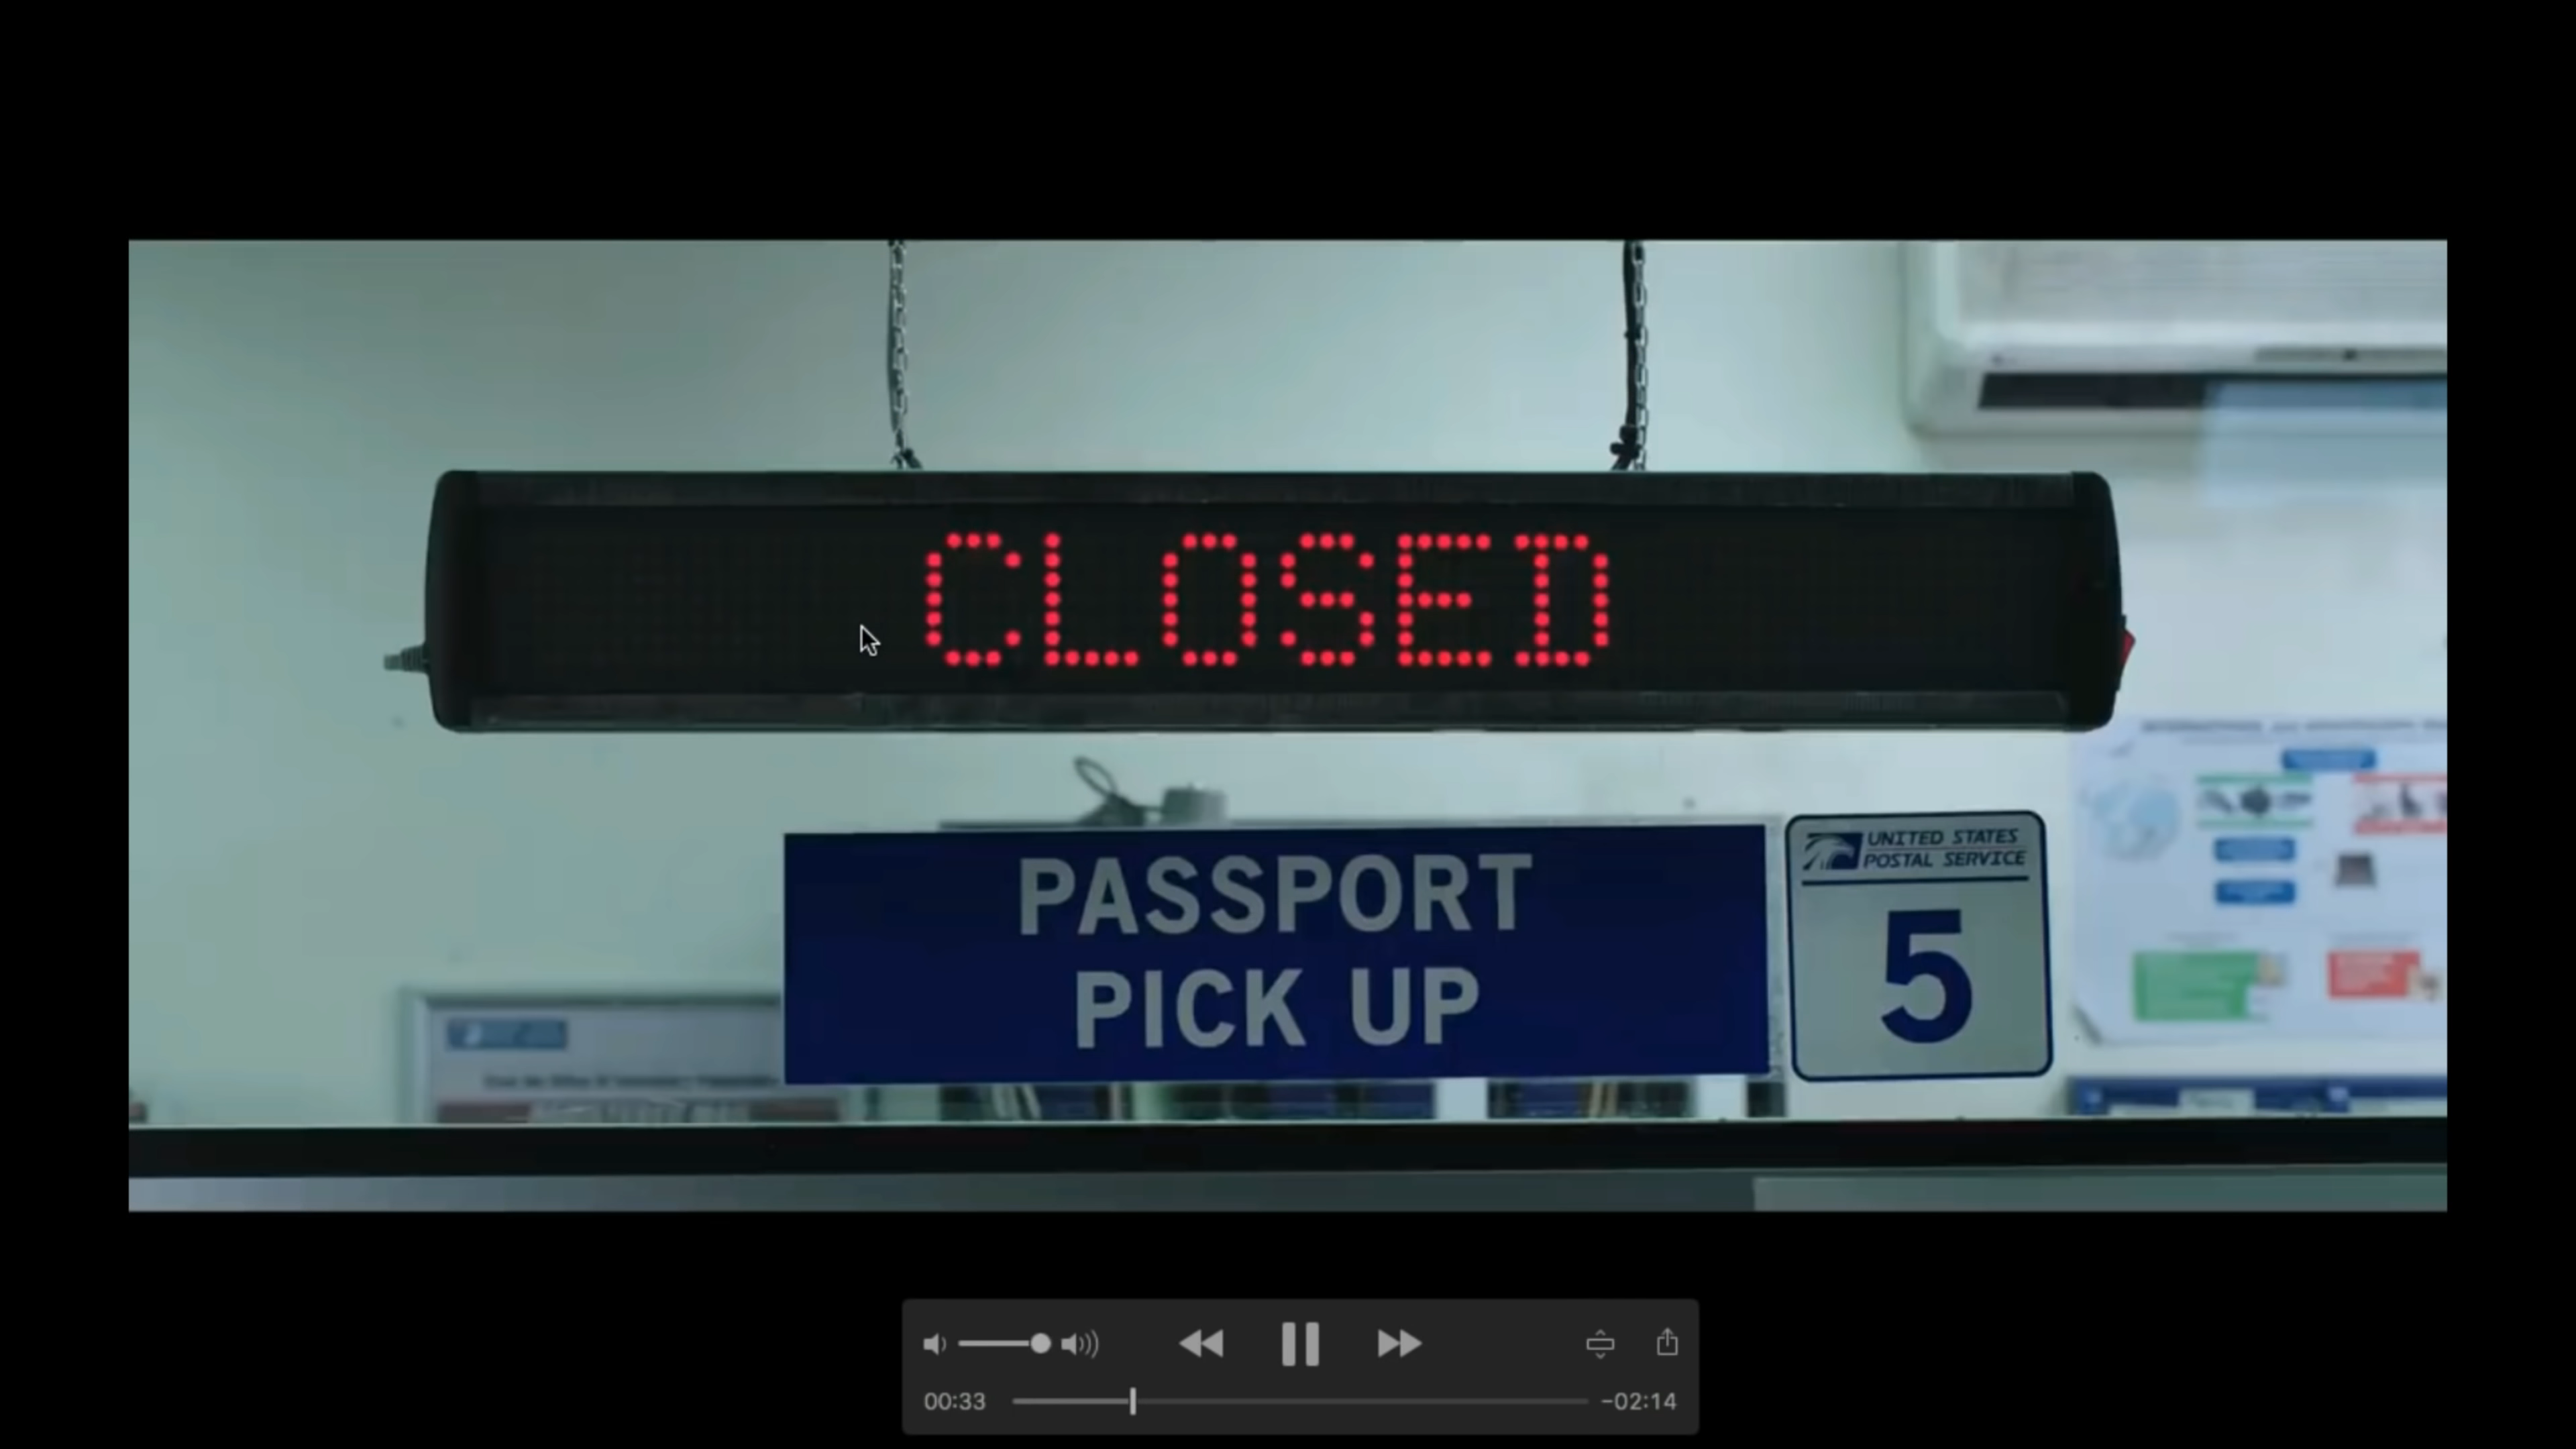 CLOSED
PASSPORT
PICK UP
UNITED STATES
POSTAL SERVICE
5
00:33
-02:14